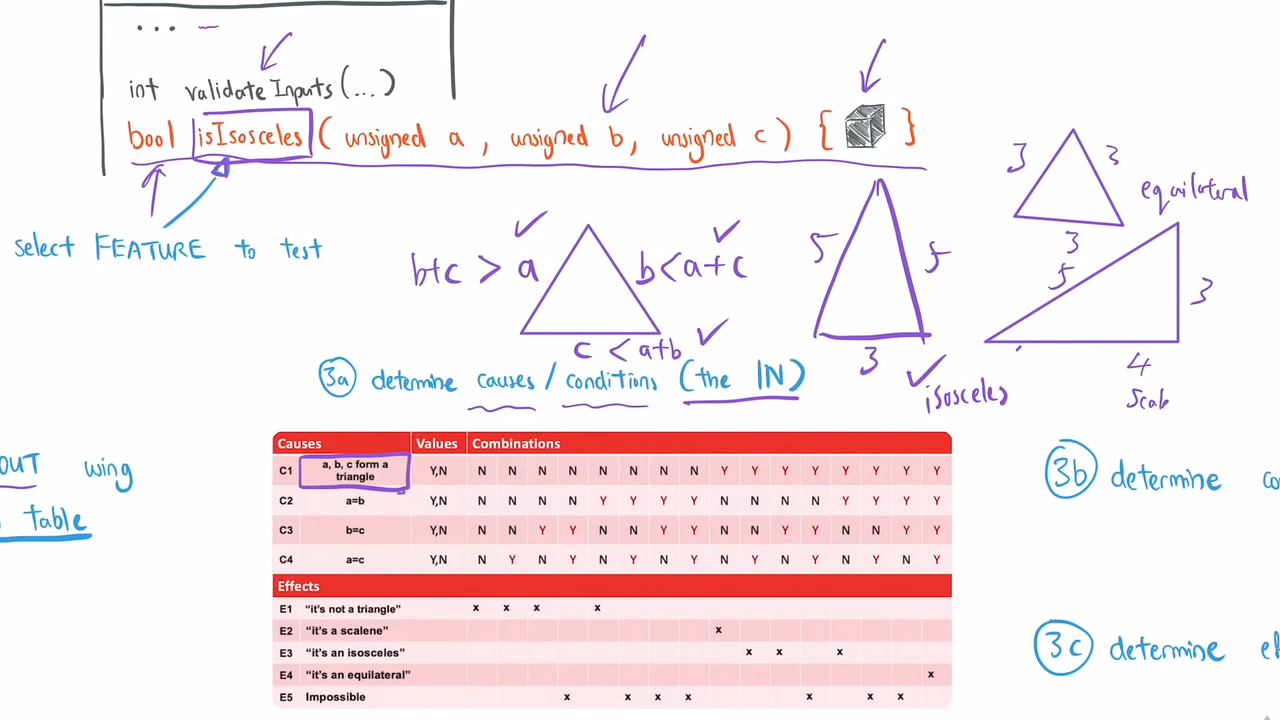 ...
int validateInputs (...)
bool isIsosceles ( unsigned a , unsigned b, unsigned c ) { }
select FEATURE to test
b+c > a
b < a+c
c < a+b
5
5
3
isosceles
3
3
3
equilateral
5
3
4
scale
3a determine causes / conditions (the IN)
OUT wing
table
3b determine co
3c determine
Causes Values Combinations
C1 a, b, c form a triangle Y,N N N N N N N N N Y Y Y Y Y Y Y Y
C2 a=b Y,N N N N N Y Y Y Y N N N N Y Y Y Y
C3 b=c Y,N N N Y Y N N Y Y N N Y Y N N Y Y
C4 a=c Y,N N Y N Y N Y N Y N Y N Y N Y N Y
Effects
E1 "it's not a triangle" x x x x
E2 "it's a scalene" x
E3 "it's an isosceles" x x x
E4 "it's an equilateral" x
E5 Impossible x x x x x x x